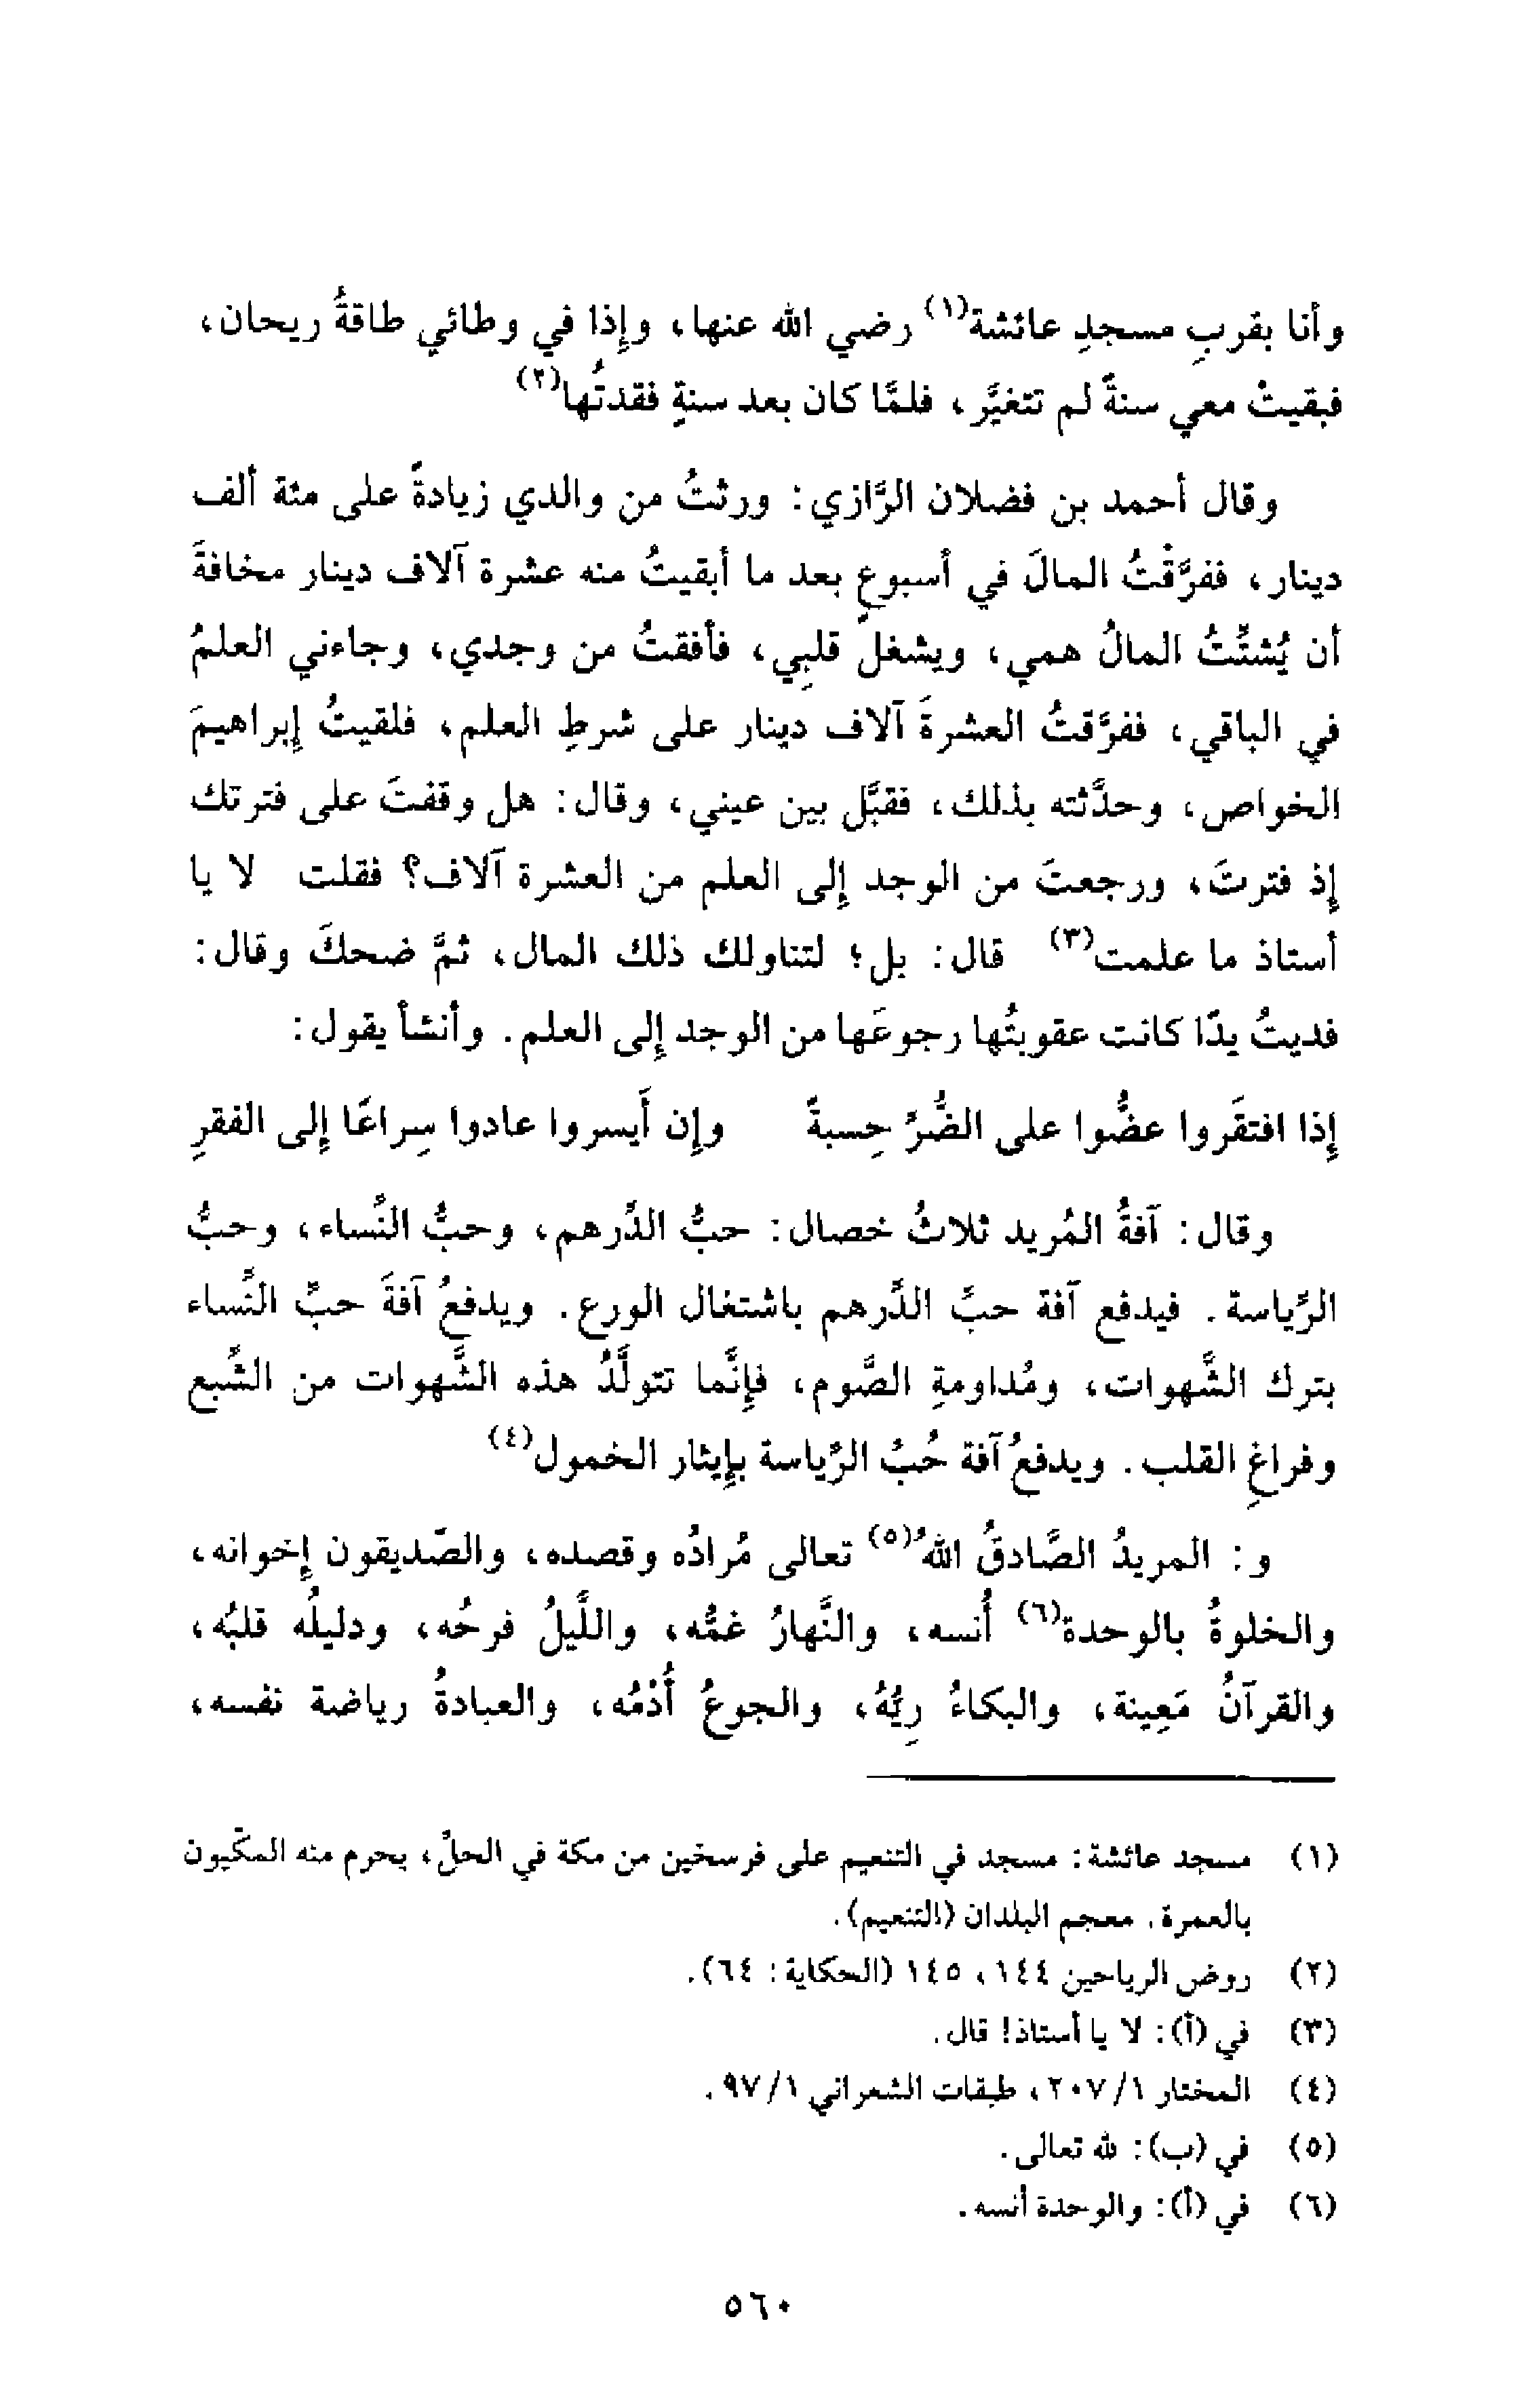 وأنا بقربِ مسجدِ عائشة(١) رضي الله عنها، وإذا في وطائي طاقةُ ريحان،
فبقيتْ معي سنةً لم تتغيَّر، فلمَّا كان بعد سنةٍ فقدتُها(٢)
وقال أحمد بن فضلان الرَّازي: ورثتُ من والدي زيادةً على مئة ألف
دينار، ففرَّقْتُ المالَ في أسبوعٍ بعد ما أبقيتُ منه عشرة آلاف دينار مخافةَ
أن يُشتِّتُ المالُ همي، ويشغلَ قلبِي، فأفقتُ من وجدي، وجاءني العلمُ
في الباقي، ففرَّقتُ العشرةَ آلاف دينار على شرطِ العلم، فلقيتُ إبراهيمَ
الخواص، وحدَّثته بذلك، فقبَّل بين عيني، وقال: هل وقفتَ على فترتك
إذ فترتَ، ورجعتَ من الوجد إلى العلم من العشرة آلاف؟ فقلت لا يا
أستاذ ما علمت(٣) قال: بل؛ لتناولك ذلك المال، ثمَّ ضحكَ وقال:
فديتُ يدًا كانت عقوبتُها رجوعَها من الوجد إلى العلم. وأنشأ يقول:
إذا افتقَروا عضُّوا على الضُّرِّ حِسبةً وإن أَيسروا عادوا سِراعًا إلى الفقرِ
وقال: آفةُ المُريد ثلاثُ خصال: حبُّ الدِّرهم، وحبُّ النِّساء، وحبُّ
الرِّياسة. فيدفع آفة حبِّ الدِّرهم باشتغال الورع. ويدفعُ آفةَ حبِّ النِّساء
بترك الشَّهوات، ومُداومةِ الصَّوم، فإنَّما تتولَّدُ هذه الشَّهوات من الشِّبع
وفراغِ القلب. ويدفعُ آفة حُبُّ الرِّياسة بإيثار الخمول(٤)
و: المريدُ الصَّادقُ اللهُ(٥) تعالى مُرادُه وقصده، والصِّديقون إخوانه،
والخلوةُ بالوحدة(٦) أُنسه، والنَّهارُ غمُّه، واللَّيلُ فرحُه، ودليلُه قلبُه،
والقرآنُ مَعِينة، والبكاءُ رِيُّهُ، والجوعُ أُدْمُه، والعبادةُ رياضة نفسه،
(١) مسجد عائشة: مسجد في التنعيم على فرسخين من مكة في الحلِّ، يحرم منه المكّيون
بالعمرة. معجم البلدان (التنعيم).
(٢) روض الرياحين ١٤٤، ١٤٥ (الحكاية: ٦٤).
(٣) في (أ): لا يا أستاذ! قال.
(٤) المختار ٢٠٧/١، طبقات الشعراني ٩٧/١.
(٥) في (ب): لله تعالى.
(٦) في (أ): والوحدة أنسه.
٥٦٠